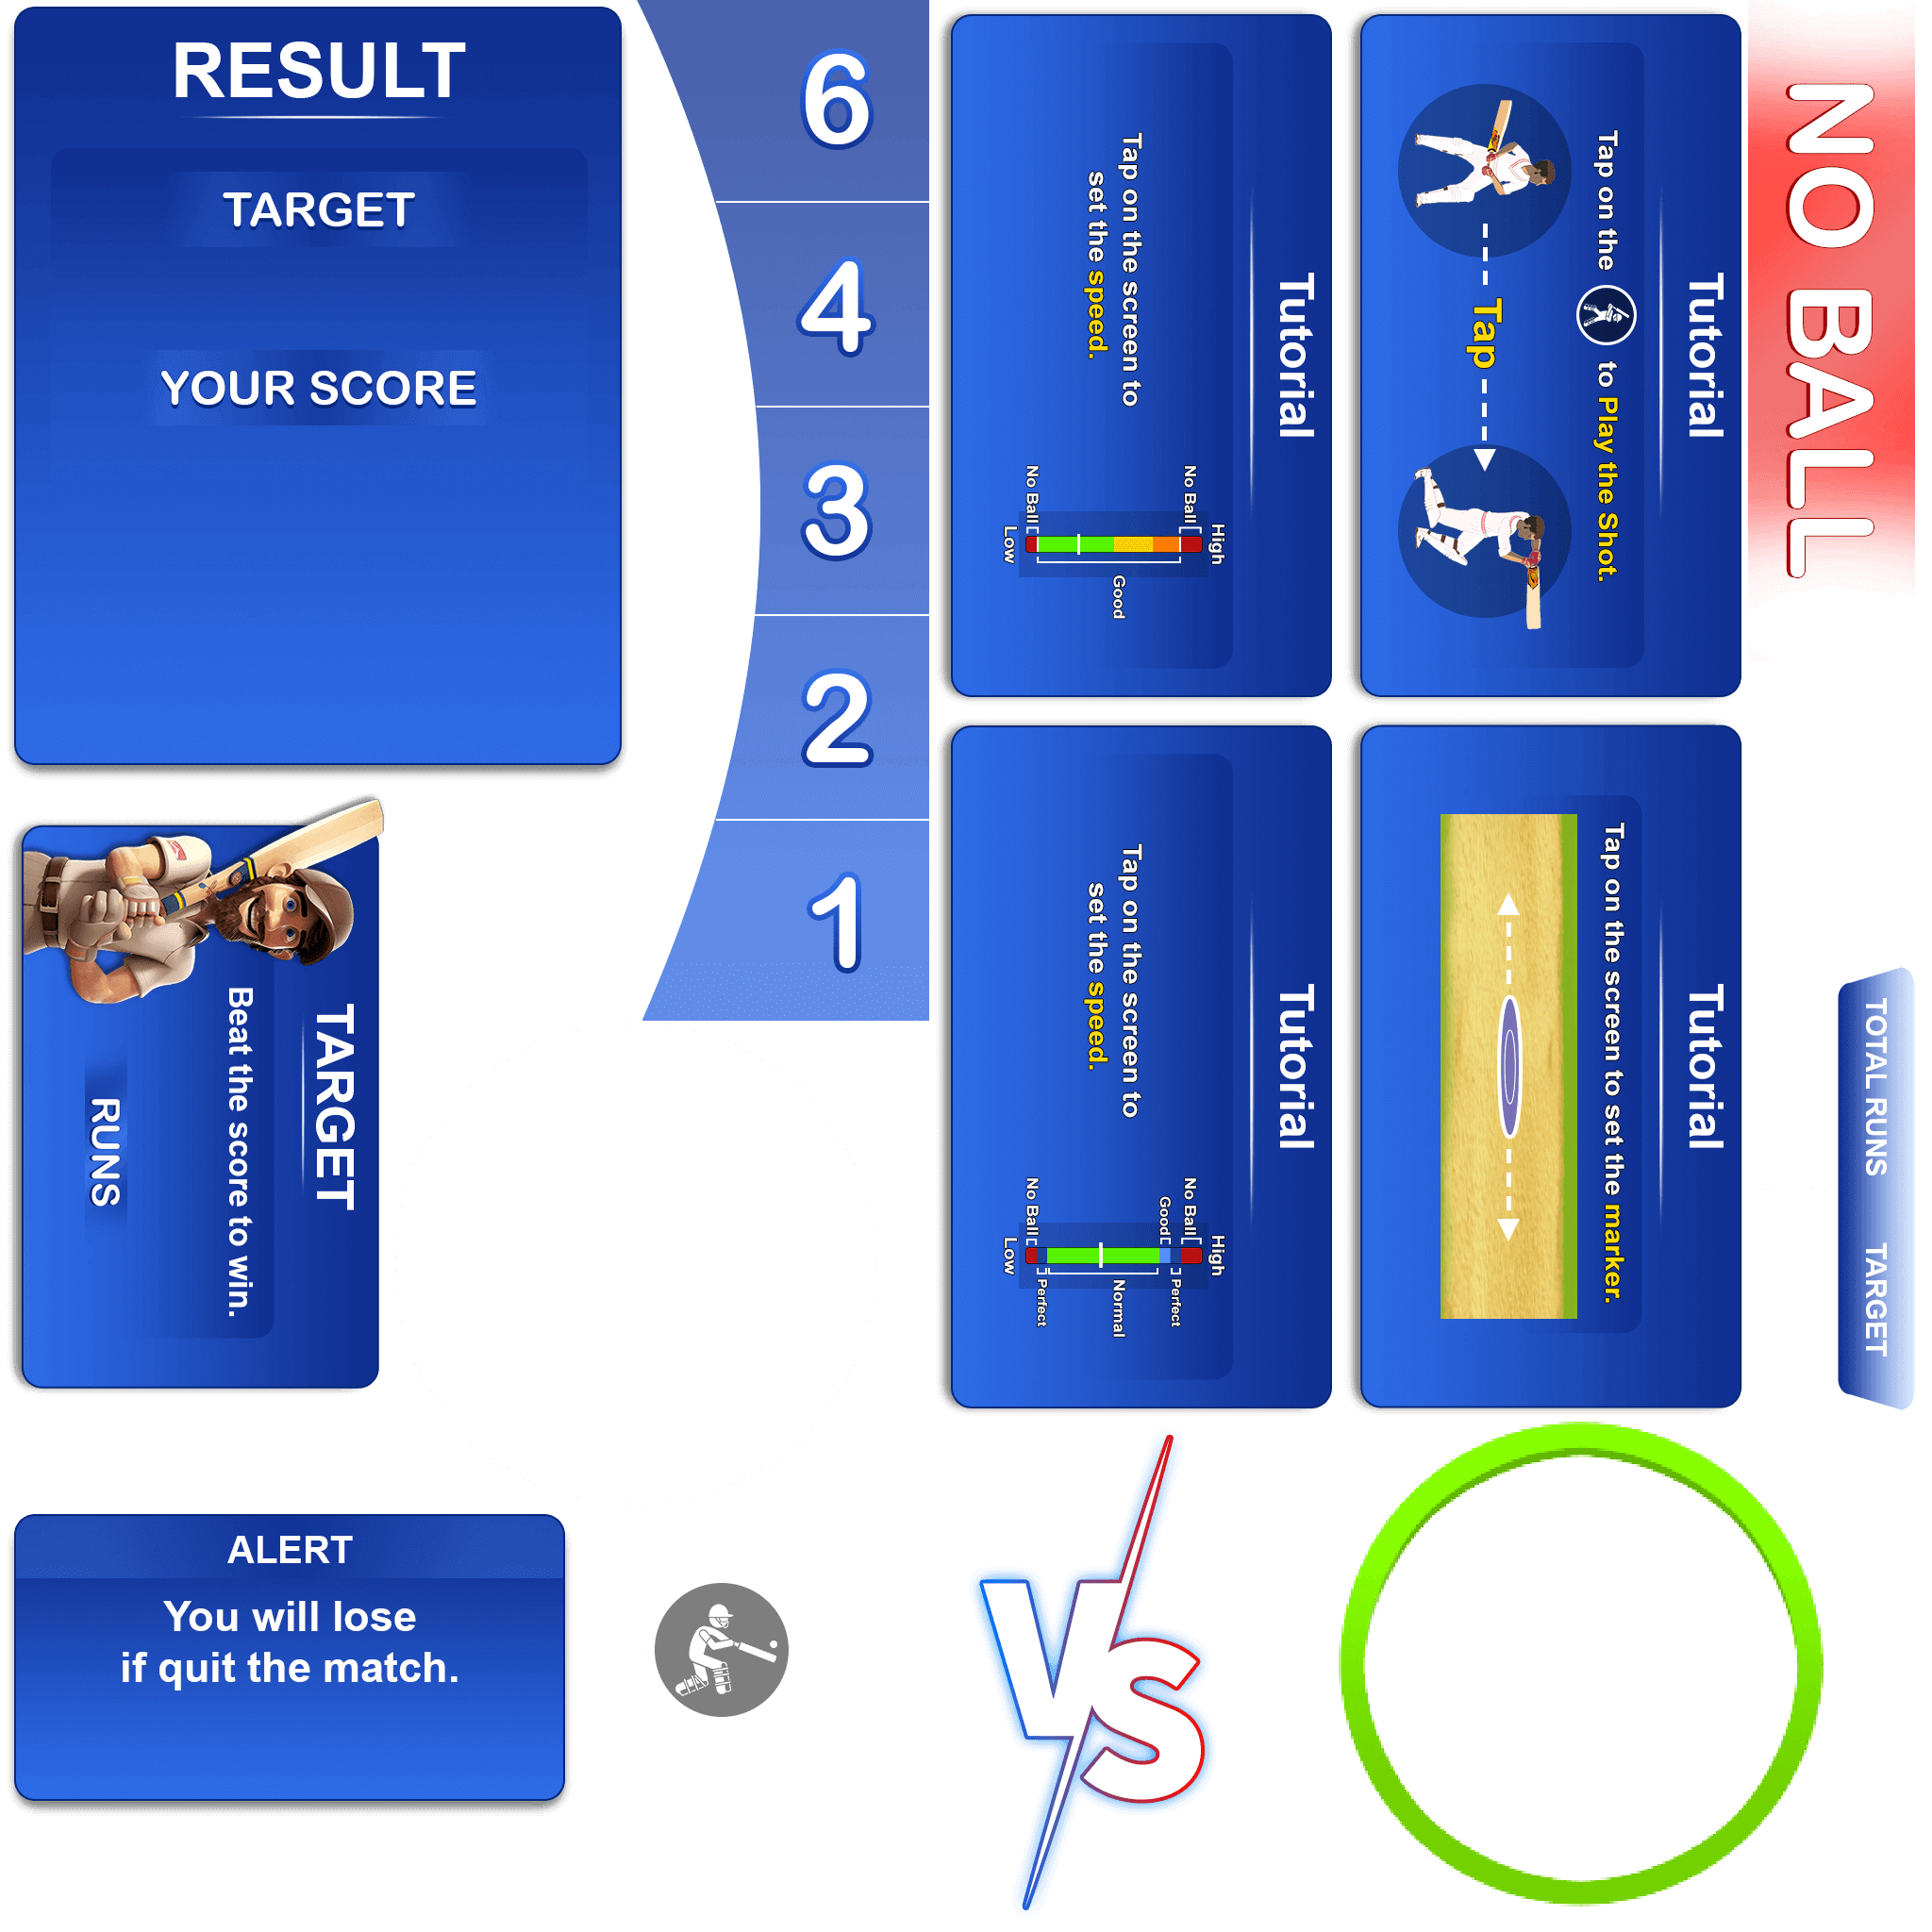 RESULT
TARGET
YOUR SCORE
6
4
3
2
1
Tutorial
Tap on the screen to
set the speed.
No Ball
No Ball
Low
High
Good
Tutorial
Tap on the to Play the Shot.
Tap
NO BALL
TARGET
Beat the score to win.
RUNS
Tutorial
Tap on the screen to
set the speed.
No Ball
Good
No Ball
Low
High
Perfect
Normal
Perfect
Tutorial
Tap on the screen to set the marker.
TOTAL RUNS
TARGET
ALERT
You will lose
if quit the match.
VS